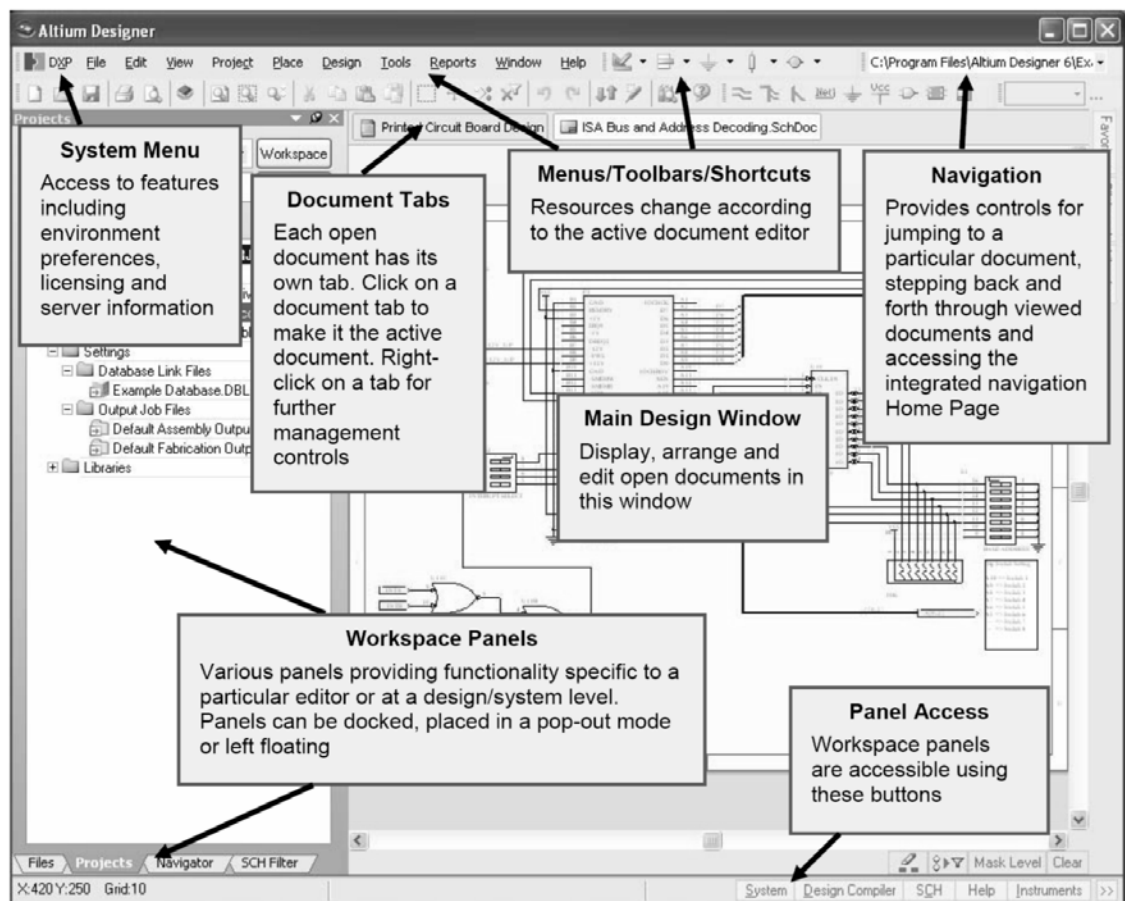 Altium Designer
DXP File Edit View Project Place Design Tools Reports Window Help C:\Program Files\Altium Designer 6\Ex
Projects
Printed Circuit Board Design ISA Bus and Address Decoding.SchDoc
Workspace
System Menu
Access to features
including
environment
preferences,
licensing and
server information
Document Tabs
Each open
document has its
own tab. Click on a
document tab to
make it the active
document. Right-
click on a tab for
further
management
controls
Menus/Toolbars/Shortcuts
Resources change according
to the active document editor
Navigation
Provides controls for
jumping to a
particular document,
stepping back and
forth through viewed
documents and
accessing the
integrated navigation
Home Page
Settings
Database Link Files
Example Database.DBL
Output Job Files
Default Assembly Outpu
Default Fabrication Outp
Libraries
Main Design Window
Display, arrange and
edit open documents in
this window
Workspace Panels
Various panels providing functionality specific to a
particular editor or at a design/system level.
Panels can be docked, placed in a pop-out mode
or left floating
Panel Access
Workspace panels
are accessible using
these buttons
Files Projects Navigator SCH Filter
Mask Level Clear
X:420 Y:250 Grid:10
System Design Compiler SCH Help Instruments >>